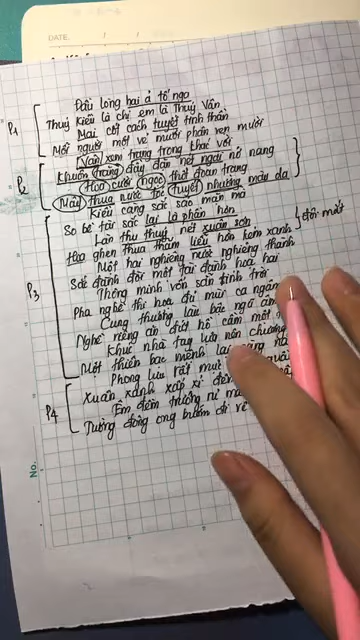 DATE.
Đầu lòng hai ả tố nga
P1 Thuý Kiều là chị em là Thuý Vân
Mai cốt cách tuyết tinh thần
Mỗi người một vẻ mười phân vẹn mười
Vân xem trang trọng khác vời
P2 Khuôn trăng đầy đặn nét ngài nở nang
Hoa cười ngọc thốt đoan trang
Mây thua nước tóc tuyết nhường màu da
Kiều càng sắc sảo mặn mà
So bề tài sắc lại là phần hơn
Làn thu thuỷ nét xuân sơn
Hoa ghen thua thắm liễu hờn kém xanh } đôi mắt
Một hai nghiêng nước nghiêng thành
P3 Sắc đành đòi một tài đành hoạ hai
Thông minh vốn sẵn tính trời
Pha nghề thi hoạ đủ mùi ca ngâm
Cung thương làu bậc ngũ âm
Nghề riêng ăn đứt hồ cầm một
Khúc nhà tay lựa nên chương
Một thiên bạc mệnh lại
Phong lưu rất mực
P4 Xuân xanh xấp xỉ
Êm đềm trướng rủ
Tường đông ong bướm đi về
No.